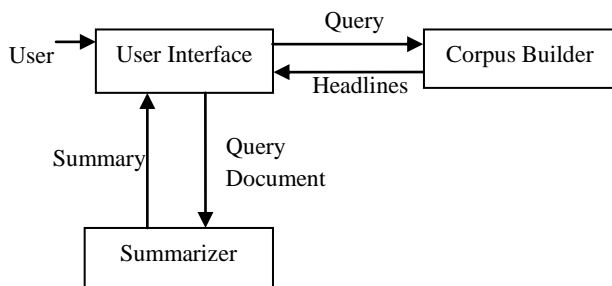 Query
User
User Interface
Corpus Builder
Headlines
Summary
Query
Document
Summarizer